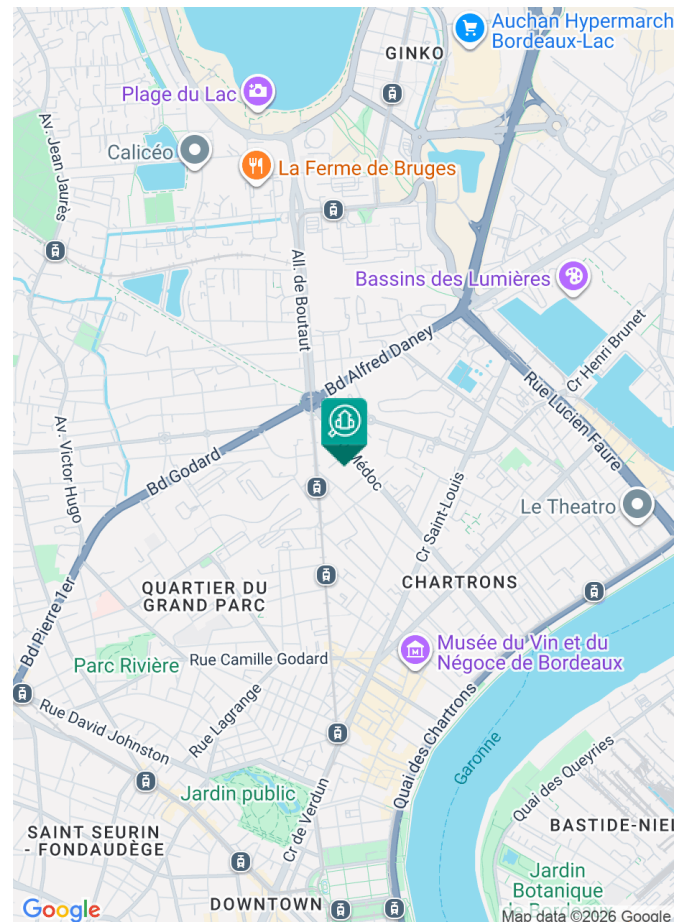 Auchan Hypermarch
Bordeaux-Lac
GINKO
Plage du Lac
Av. Jean Jaurès
Calicéo
La Ferme de Bruges
All. de Boutaut
Bassins des Lumières
Cr Henri Brunet
Bd Alfred Daney
Rue Lucien Faure
Av. Victor Hugo
Bd Godard
Médoc
Cr Saint-Louis
Le Theatro
QUARTIER DU
GRAND PARC
CHARTRONS
Bd Pierre 1er
Parc Rivière
Rue Camille Godard
Musée du Vin et du
Négoce de Bordeaux
Rue Lagrange
Rue David Johnston
Quai des Chartrons
Garonne
Quai des Queyries
Jardin public
Cr de Verdun
SAINT SEURIN
- FONDAUDÈGE
BASTIDE-NIE
Jardin
Botanique
de Bordeaux
DOWNTOWN
Google
Map data ©2026 Google